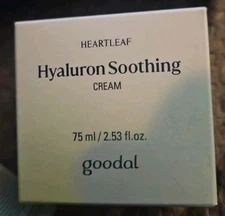 HEARTLEAF
Hyaluron Soothing
CREAM
75 ml / 2.53 fl.oz.
goodal